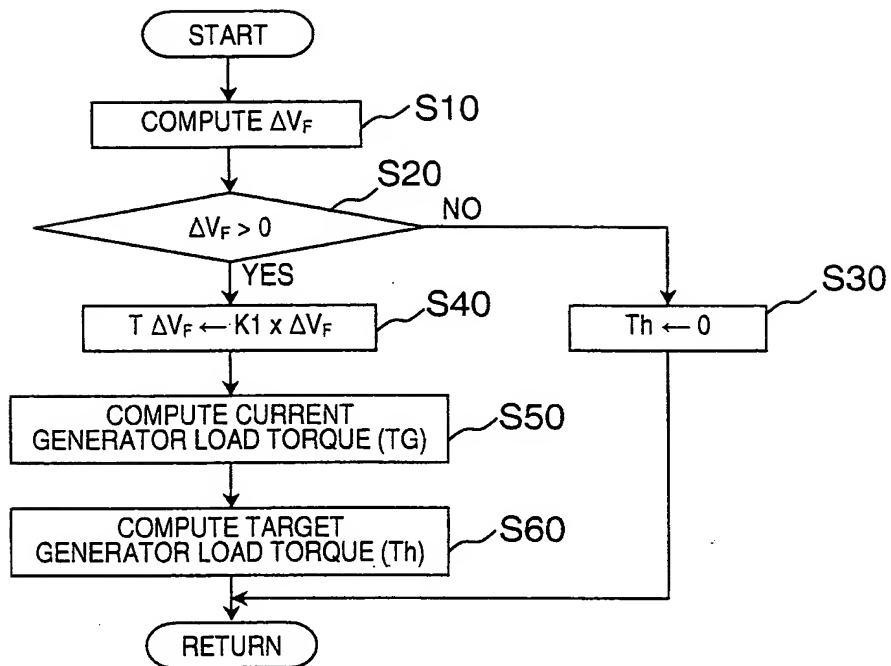 START
COMPUTE ΔV_F
S10
S20
ΔV_F > 0
NO
YES
S30
T ΔV_F ← K1 x ΔV_F
S40
Th ← 0
COMPUTE CURRENT
GENERATOR LOAD TORQUE (TG)
S50
COMPUTE TARGET
GENERATOR LOAD TORQUE (Th)
S60
RETURN